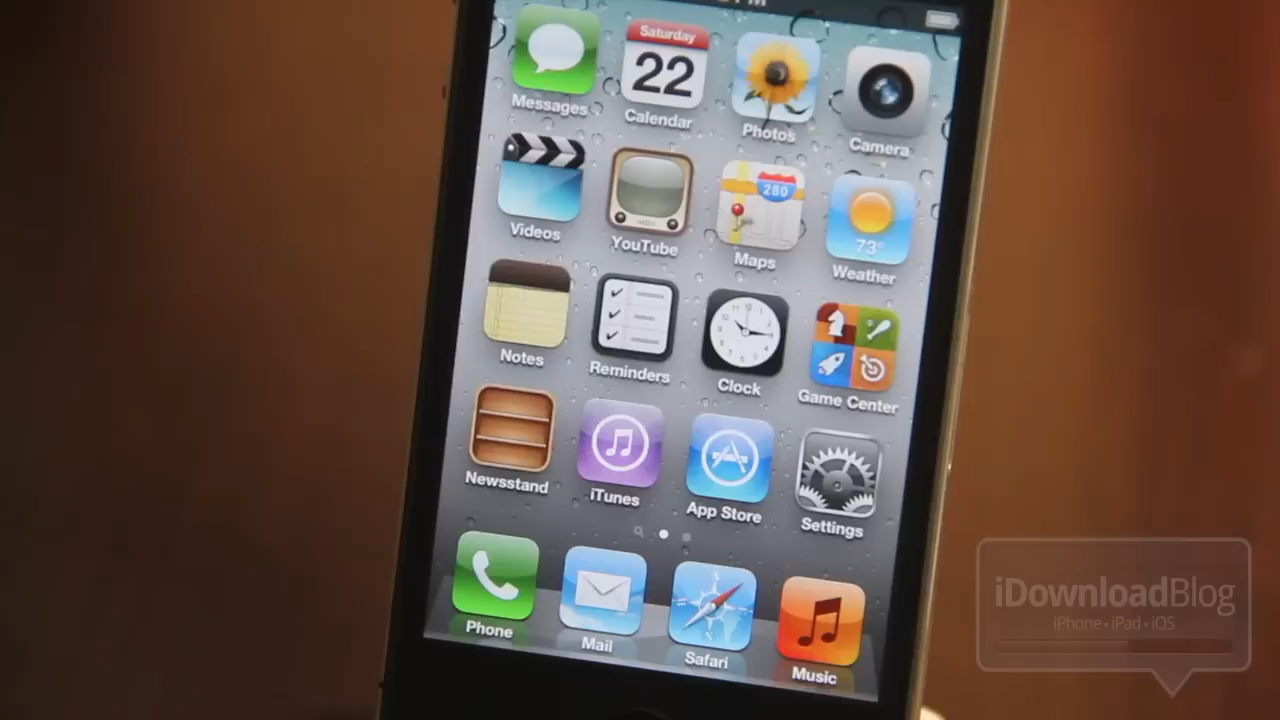 Saturday
22
Messages
Calendar
Photos
Camera
280
73°
Videos
YouTube
Maps
Weather
Notes
Reminders
Clock
Game Center
Newsstand
iTunes
App Store
Settings
Phone
Mail
Safari
Music
iDownloadBlog
iPhone • iPad • iOS